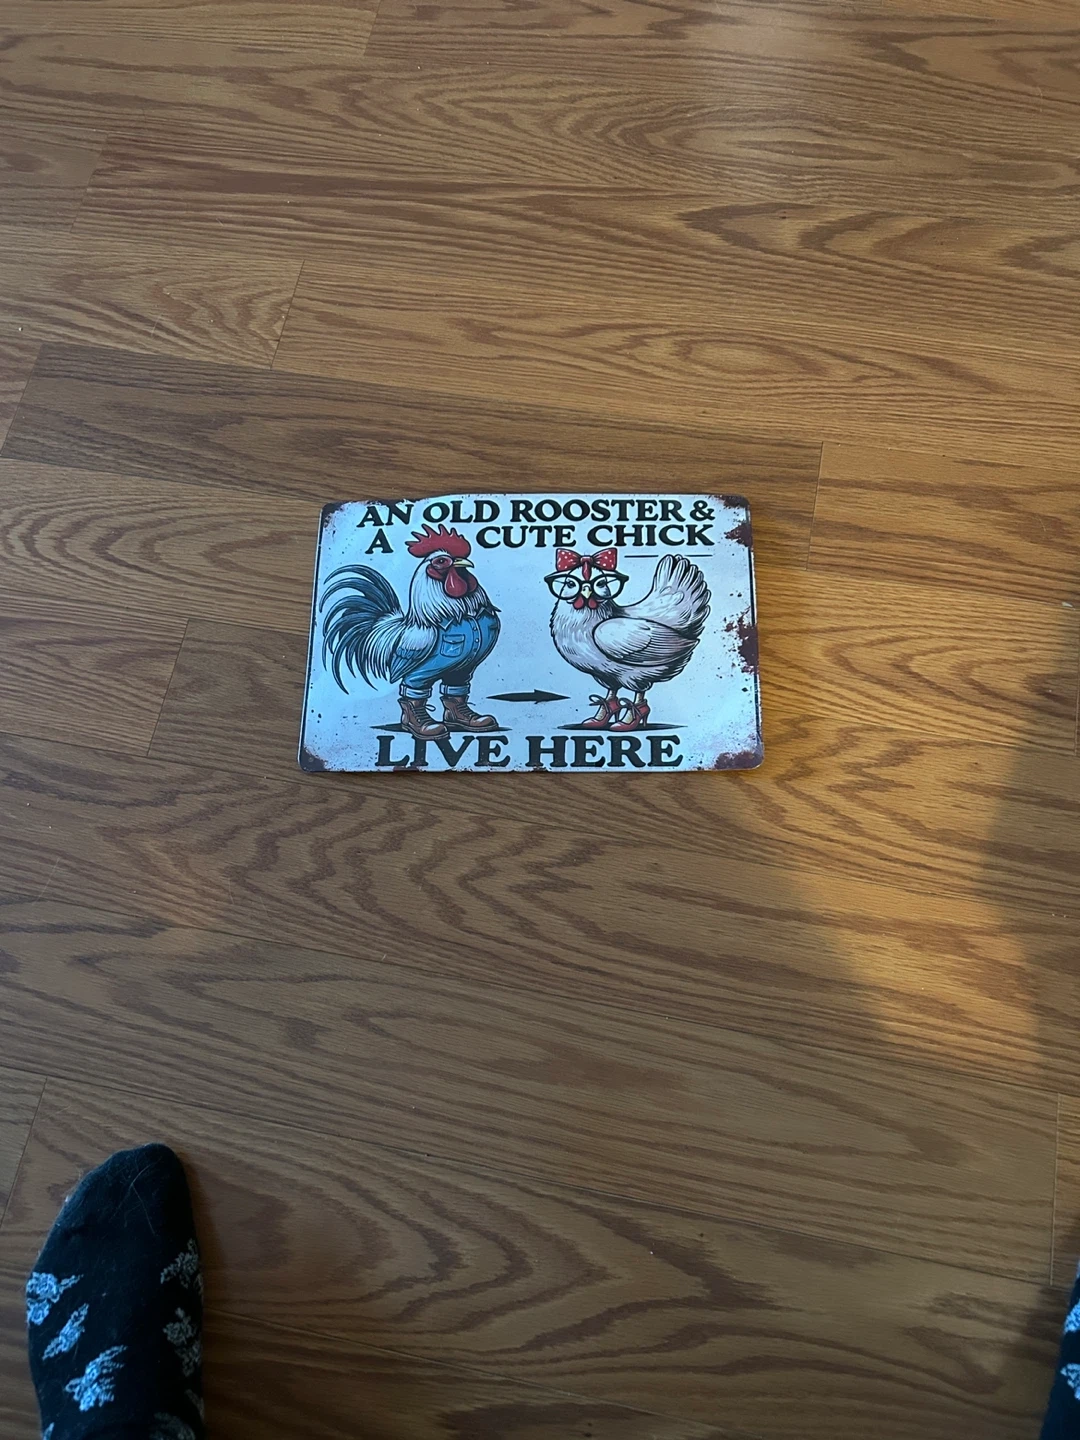 AN OLD ROOSTER &
A CUTE CHICK
LIVE HERE